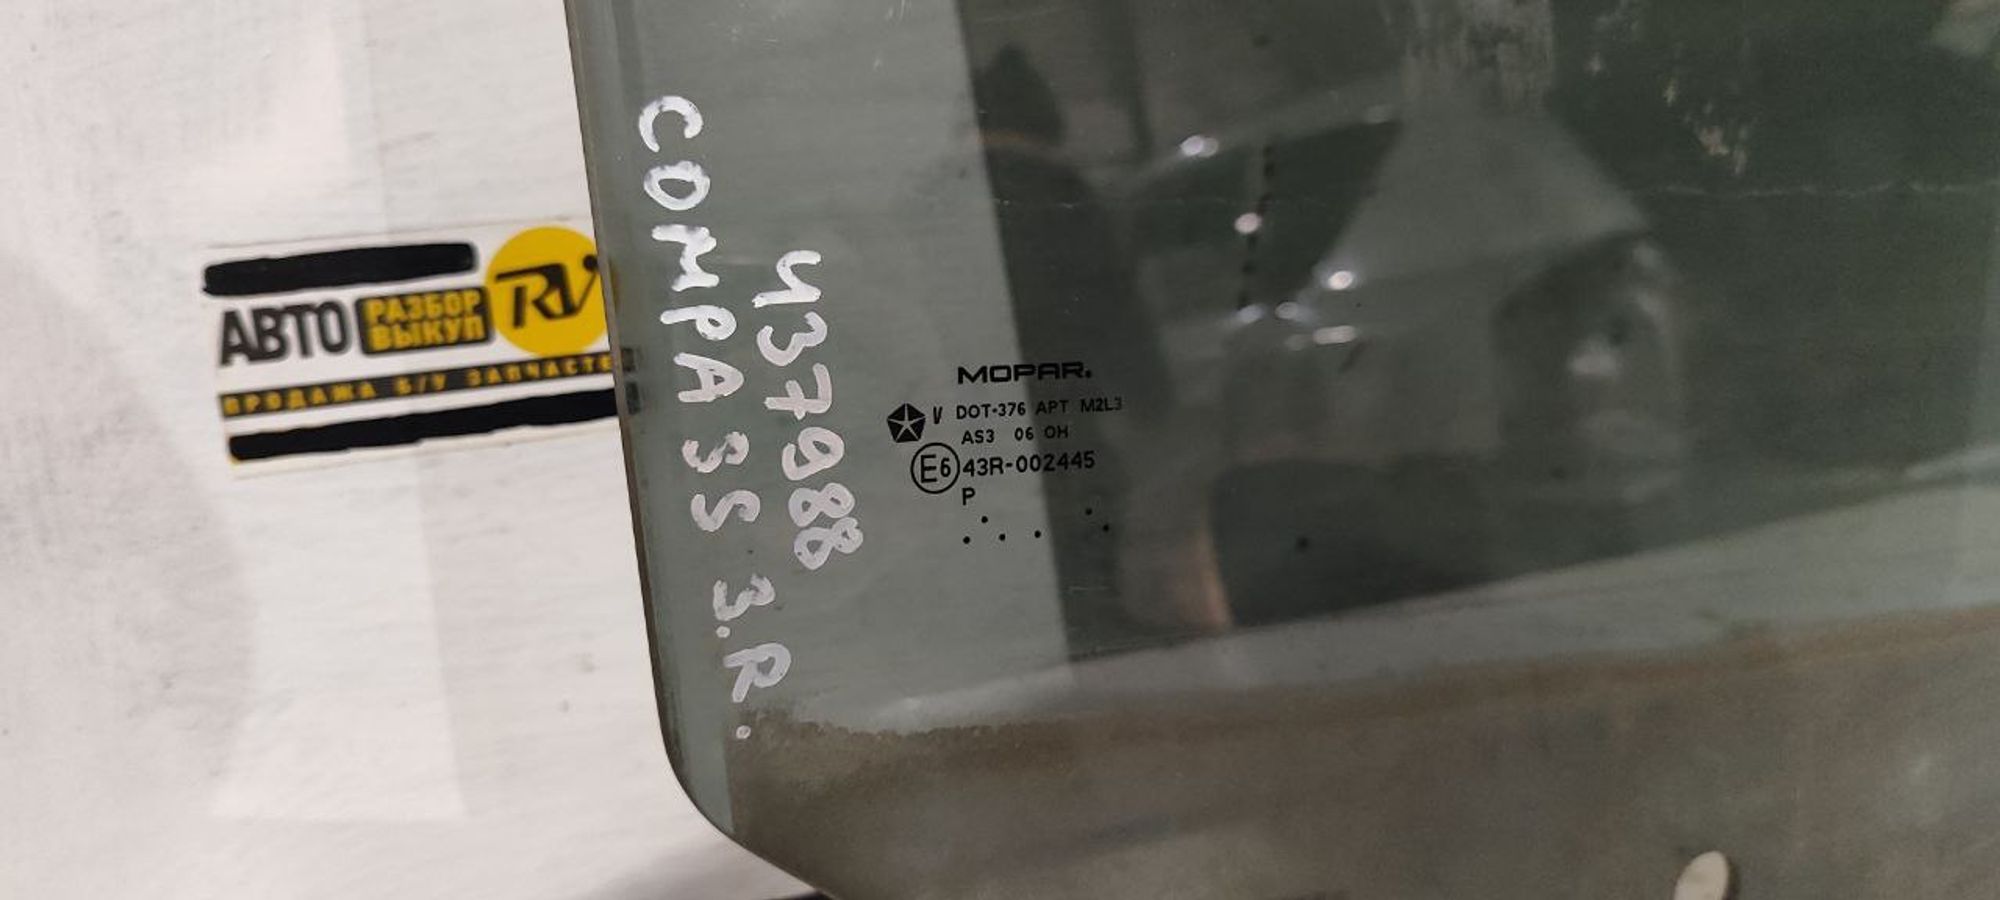 АВТО
РАЗБОР
ВЫКУП
RV
ПРОДАЖА Б/У ЗАПЧАСТЕ
COMPA3S 3.R.
437988
MOPAR.
V DOT-376 APT M2L3
AS3 06 OH
E6 43R-002445
P